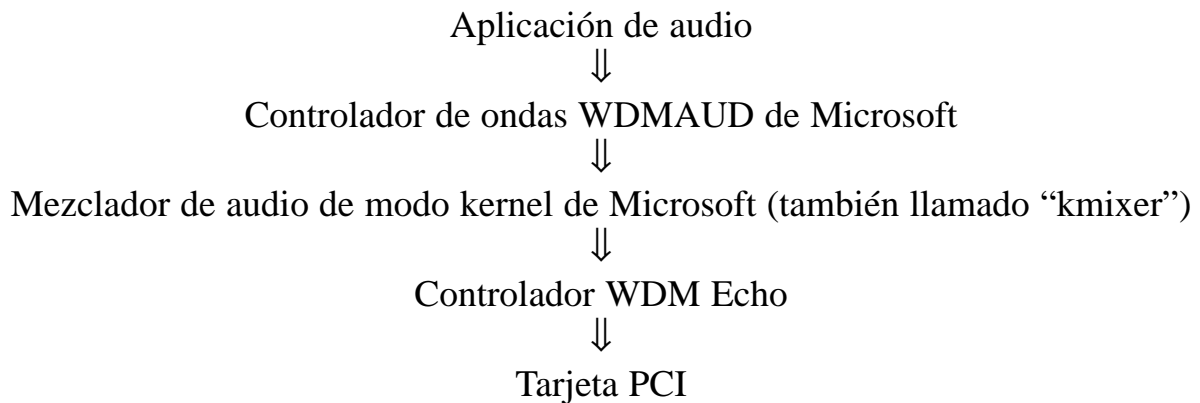 Aplicación de audio
⇓
Controlador de ondas WDMAUD de Microsoft
⇓
Mezclador de audio de modo kernel de Microsoft (también llamado “kmixer”)
⇓
Controlador WDM Echo
⇓
Tarjeta PCI